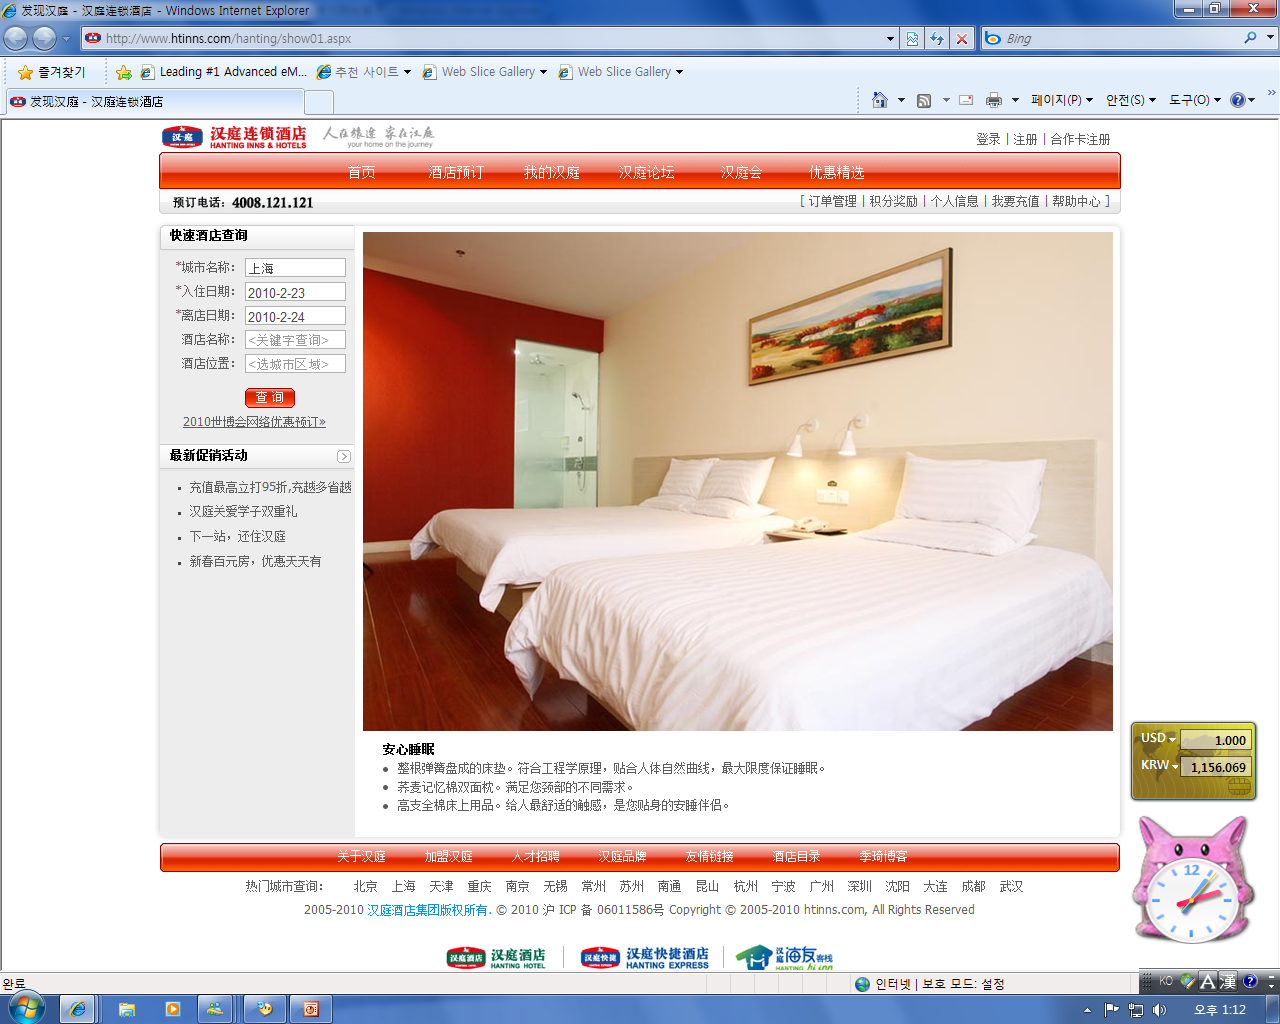 发现汉庭 - 汉庭连锁酒店 - Windows Internet Explorer
http://www.htinns.com/hanting/show01.aspx
Bing
즐겨찾기
Leading #1 Advanced eM...
추천 사이트
Web Slice Gallery
Web Slice Gallery
发现汉庭 - 汉庭连锁酒店
페이지(P)
안전(S)
도구(O)
汉庭 汉庭连锁酒店 人在旅途 家在汉庭
HANTING INNS & HOTELS your home on the journey
登录 | 注册 | 合作卡注册
首页 酒店预订 我的汉庭 汉庭论坛 汉庭会 优惠精选
预订电话：4008.121.121
[ 订单管理 | 积分奖励 | 个人信息 | 我要充值 | 帮助中心 ]
快速酒店查询
*城市名称： 上海
*入住日期： 2010-2-23
*离店日期： 2010-2-24
酒店名称： <关键字查询>
酒店位置： <选城市区域>
查 询
2010世博会网络优惠预订»
最新促销活动
充值最高立打95折,充越多省越
汉庭关爱学子双重礼
下一站，还住汉庭
新春百元房，优惠天天有
安心睡眠
整根弹簧盘成的床垫。符合工程学原理，贴合人体自然曲线，最大限度保证睡眠。
荞麦记忆棉双面枕。满足您颈部的不同需求。
高支全棉床上用品。给人最舒适的触感，是您贴身的安睡伴侣。
USD 1.000
KRW 1,156.069
12
关于汉庭 加盟汉庭 人才招聘 汉庭品牌 友情链接 酒店目录 季琦博客
热门城市查询： 北京 上海 天津 重庆 南京 无锡 常州 苏州 南通 昆山 杭州 宁波 广州 深圳 沈阳 大连 成都 武汉
2005-2010 汉庭酒店集团版权所有. © 2010 沪 ICP 备 06011586号 Copyright © 2005-2010 htinns.com, All Rights Reserved
汉庭酒店 汉庭酒店 HANTING HOTEL
汉庭快捷 汉庭快捷酒店 HANTING EXPRESS
汉庭 海友客栈 HANTING hi inn
完료
인터넷 | 보호 모드: 설정
KO A 漢
오후 1:12